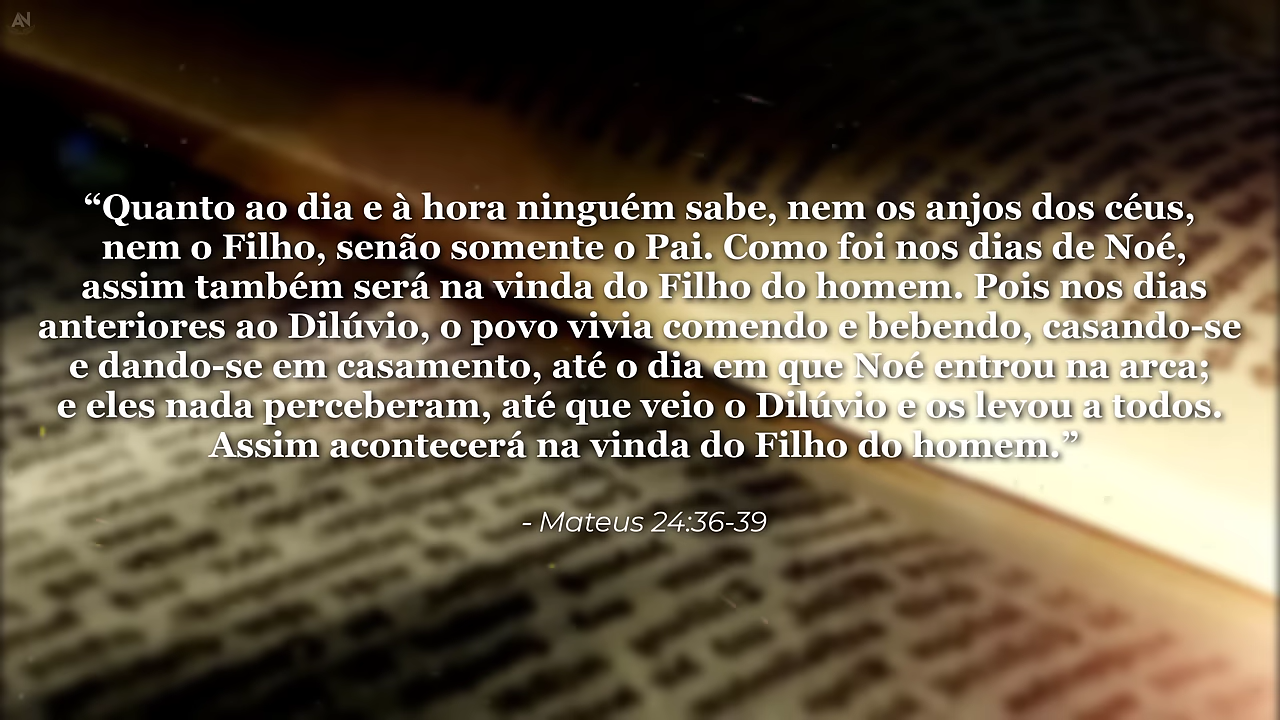 AN
“Quanto ao dia e à hora ninguém sabe, nem os anjos dos céus,
nem o Filho, senão somente o Pai. Como foi nos dias de Noé,
assim também será na vinda do Filho do homem. Pois nos dias
anteriores ao Dilúvio, o povo vivia comendo e bebendo, casando-se
e dando-se em casamento, até o dia em que Noé entrou na arca;
e eles nada perceberam, até que veio o Dilúvio e os levou a todos.
Assim acontecerá na vinda do Filho do homem.”
- Mateus 24:36-39